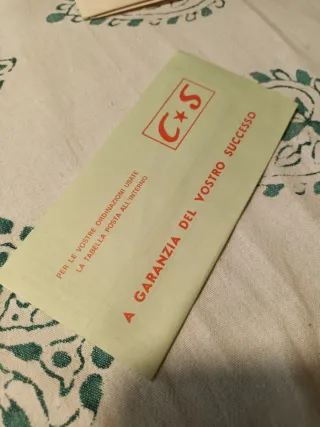 C★S
A GARANZIA DEL VOSTRO SUCCESSO
PER LE VOSTRE ORDINAZIONI USATE
LA TABELLA POSTA ALL'INTERNO